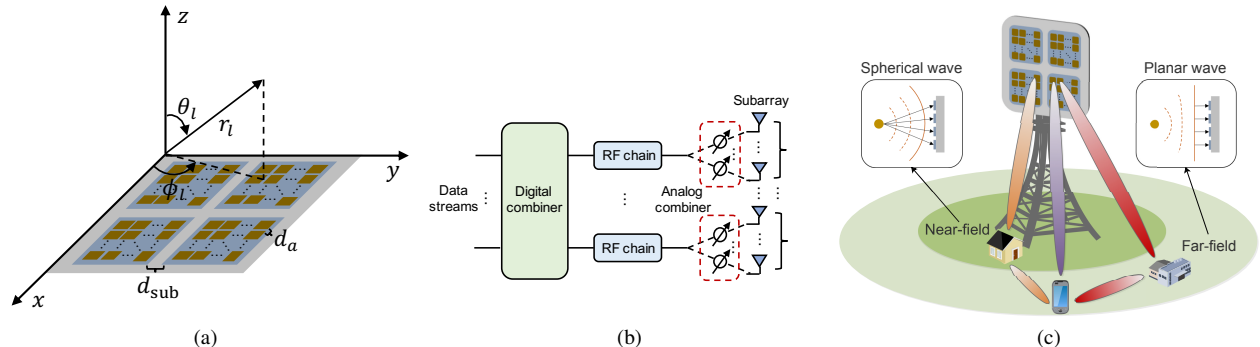 z
θ_l
r_l
y
ϕ_l
d_a
d_sub
x
(a)
Subarray
Data
streams
Digital
combiner
RF chain
RF chain
Analog
combiner
(b)
Spherical wave
Planar wave
Near-field
Far-field
(c)